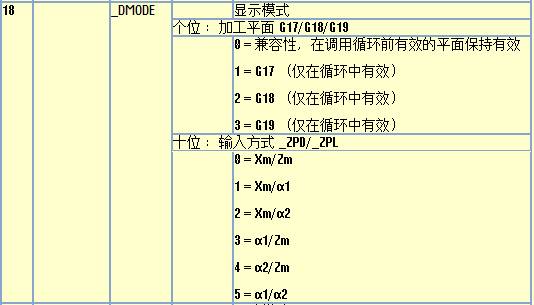 18 _DMODE 显示模式
个位： 加工平面 G17/G18/G19
0 = 兼容性，在调用循环前有效的平面保持有效
1 = G17 （仅在循环中有效）
2 = G18 （仅在循环中有效）
3 = G19 （仅在循环中有效）
十位： 输入方式 _ZPD/_ZPL
0 = Xm/Zm
1 = Xm/α1
2 = Xm/α2
3 = α1/Zm
4 = α2/Zm
5 = α1/α2